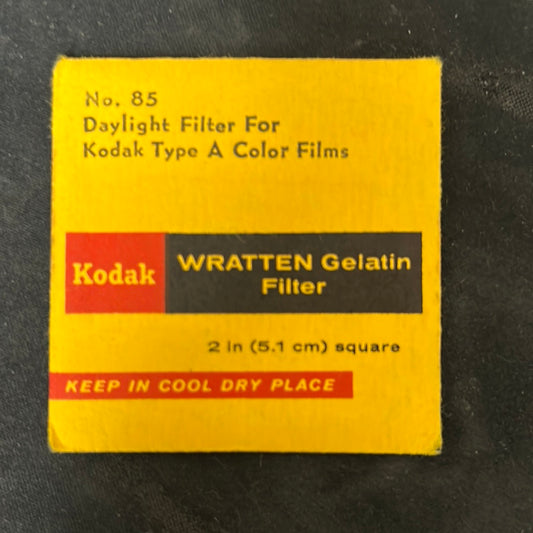 No. 85
Daylight Filter For
Kodak Type A Color Films
Kodak
WRATTEN Gelatin
Filter
2 in (5.1 cm) square
KEEP IN COOL DRY PLACE